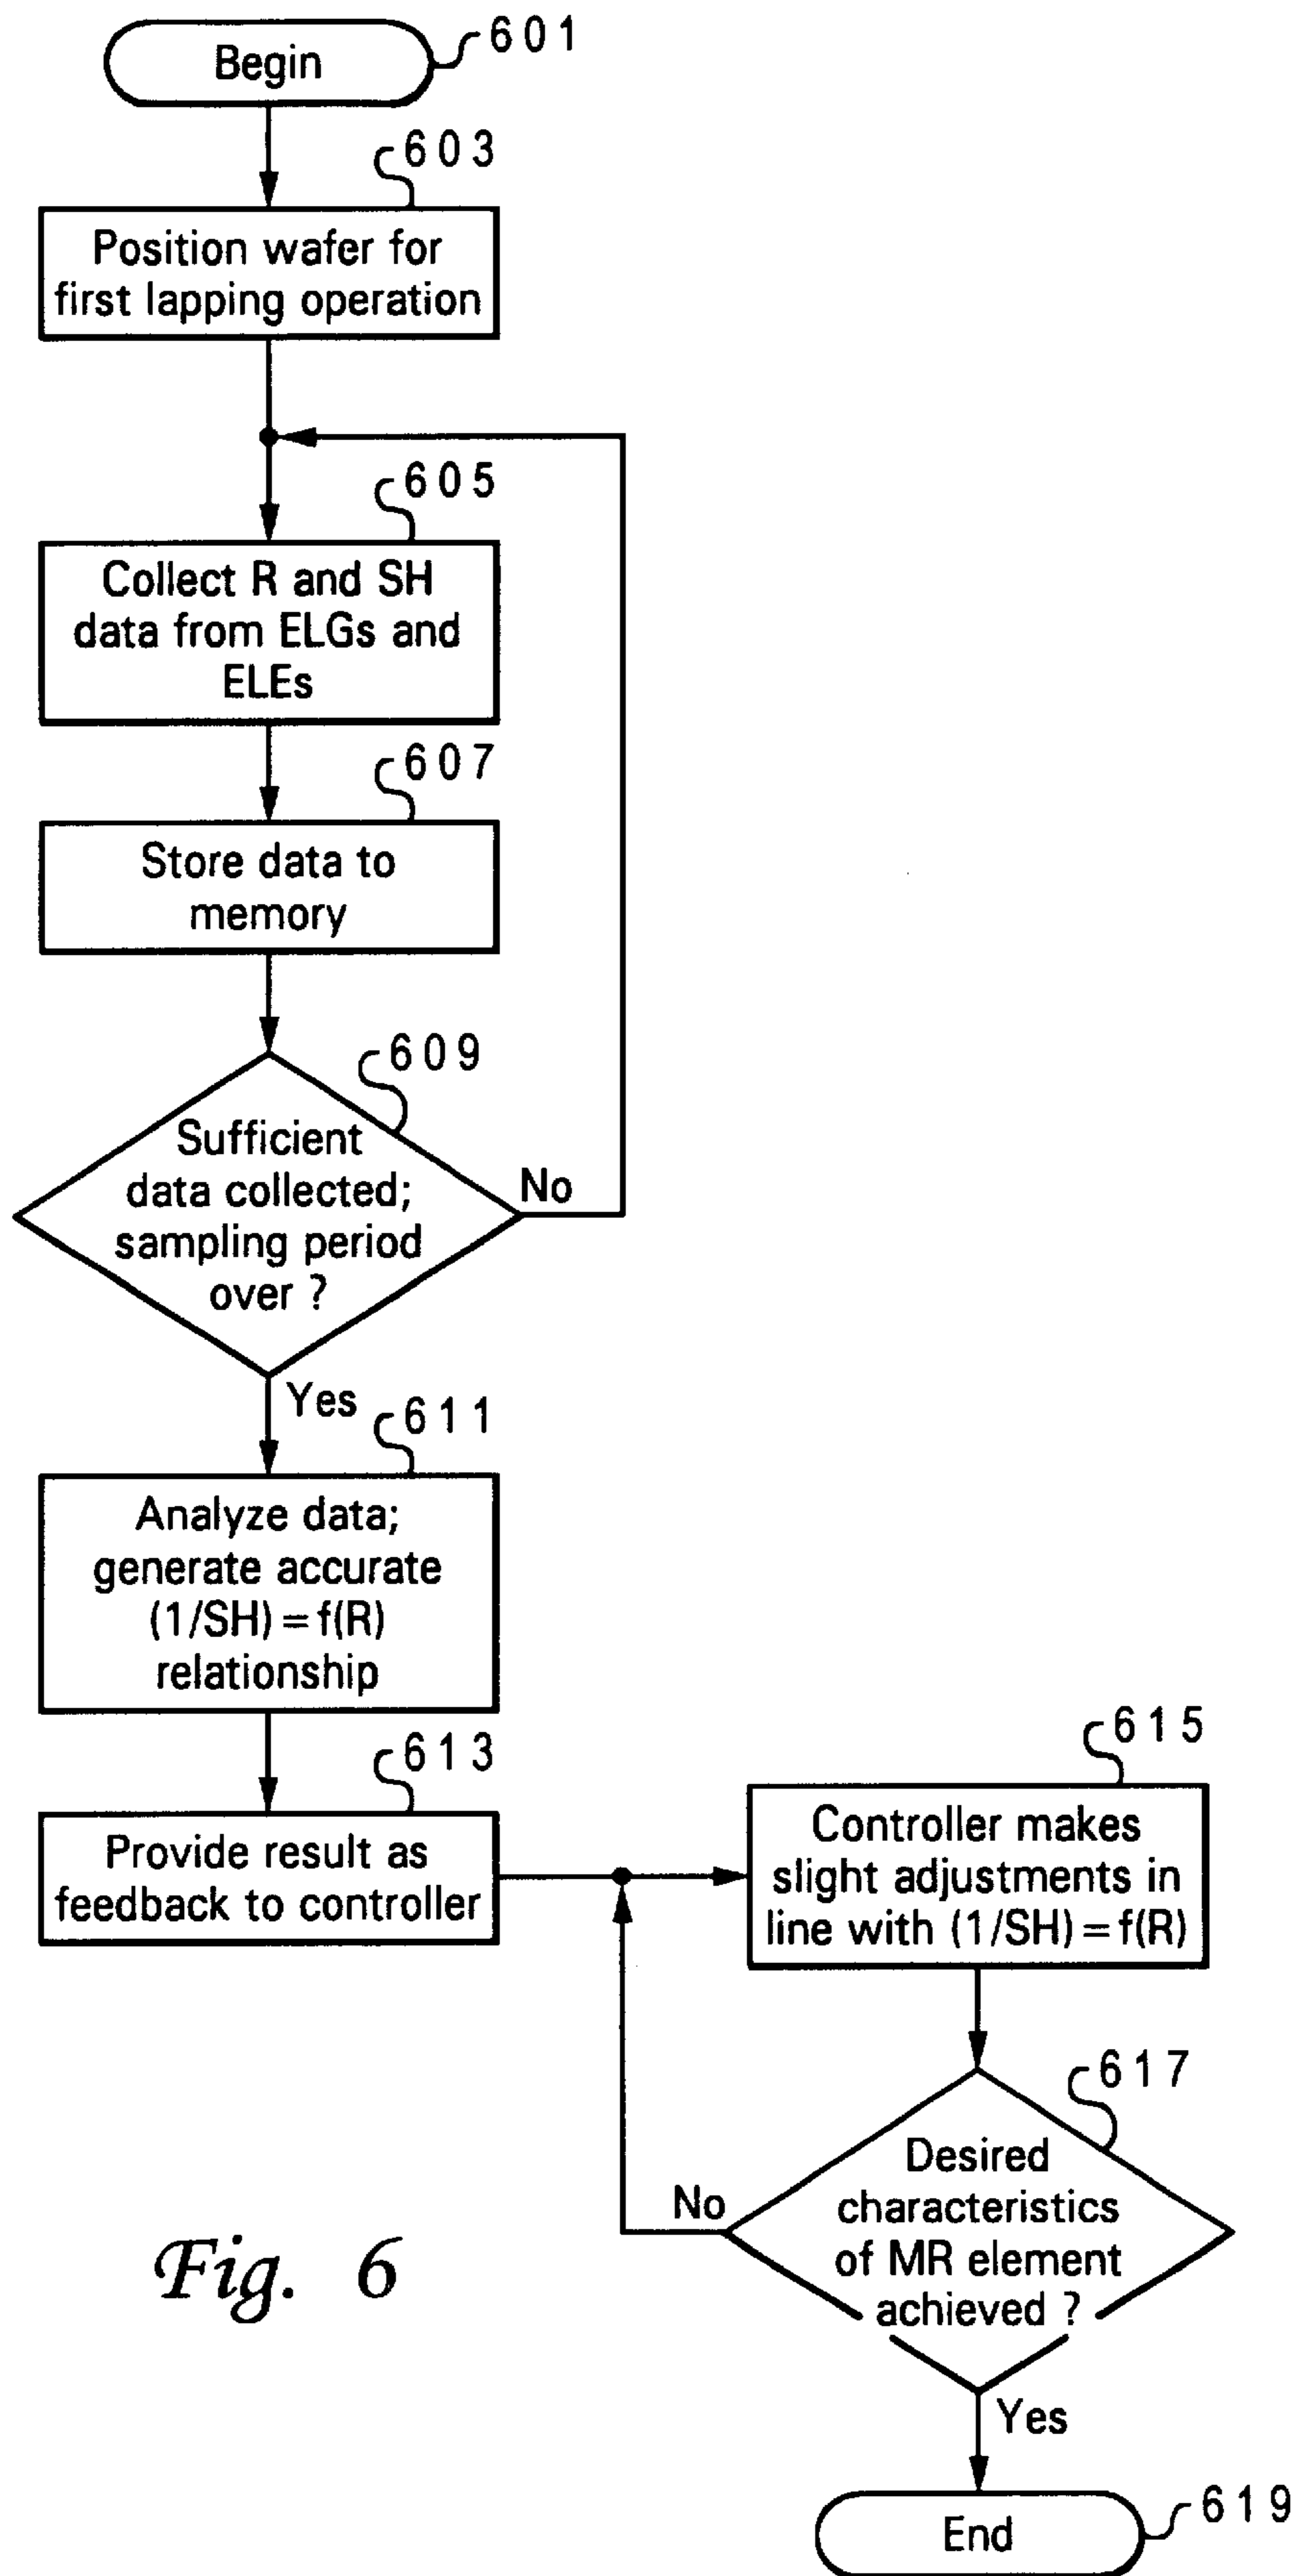 Begin
601
603
Position wafer for
first lapping operation
605
Collect R and SH
data from ELGs and
ELEs
607
Store data to
memory
609
Sufficient
data collected;
sampling period
over ?
No
Yes
611
Analyze data;
generate accurate
(1/SH) = f(R)
relationship
613
Provide result as
feedback to controller
615
Controller makes
slight adjustments in
line with (1/SH) = f(R)
617
Desired
characteristics
of MR element
achieved ?
No
Yes
End
619
Fig. 6